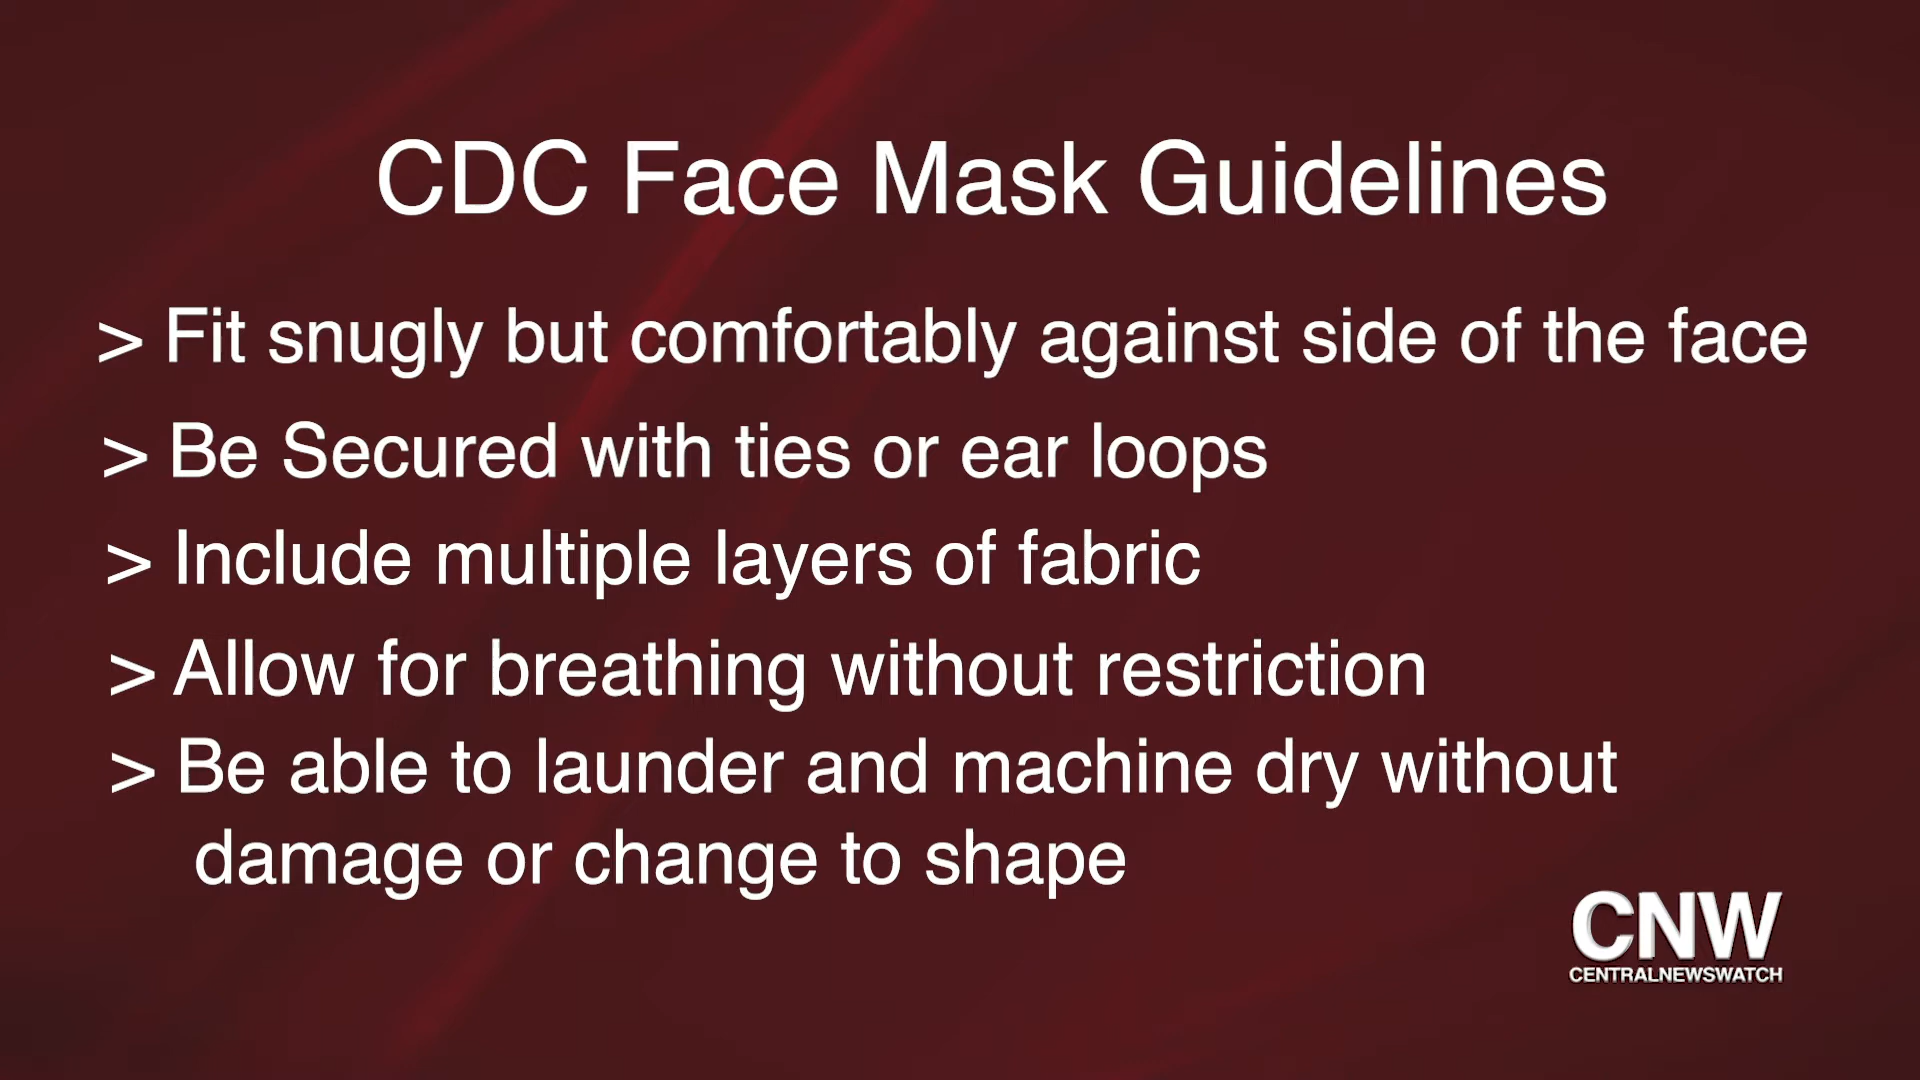 CDC Face Mask Guidelines
> Fit snugly but comfortably against side of the face
> Be Secured with ties or ear loops
> Include multiple layers of fabric
> Allow for breathing without restriction
> Be able to launder and machine dry without
damage or change to shape
CNW
CENTRALNEWSWATCH